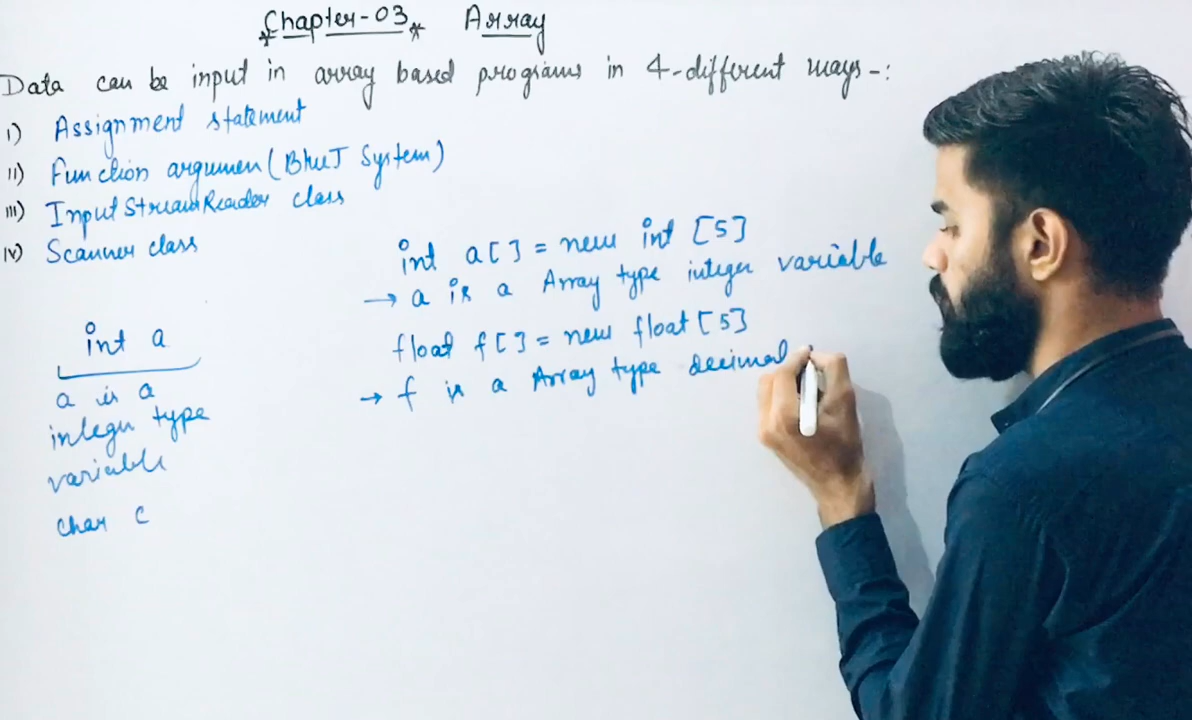 Chapter-03 Array
Data can be input in array based programs in 4-different ways-:
i) Assignment statement
ii) Function argumen (BlueJ System)
iii) InputStreamReader class
iv) Scanner class
int a[] = new int [5]
→ a is a Array type integer variable
float f[] = new float [5]
→ f is a Array type decimal
int a
a is a
integer type
variable
char c